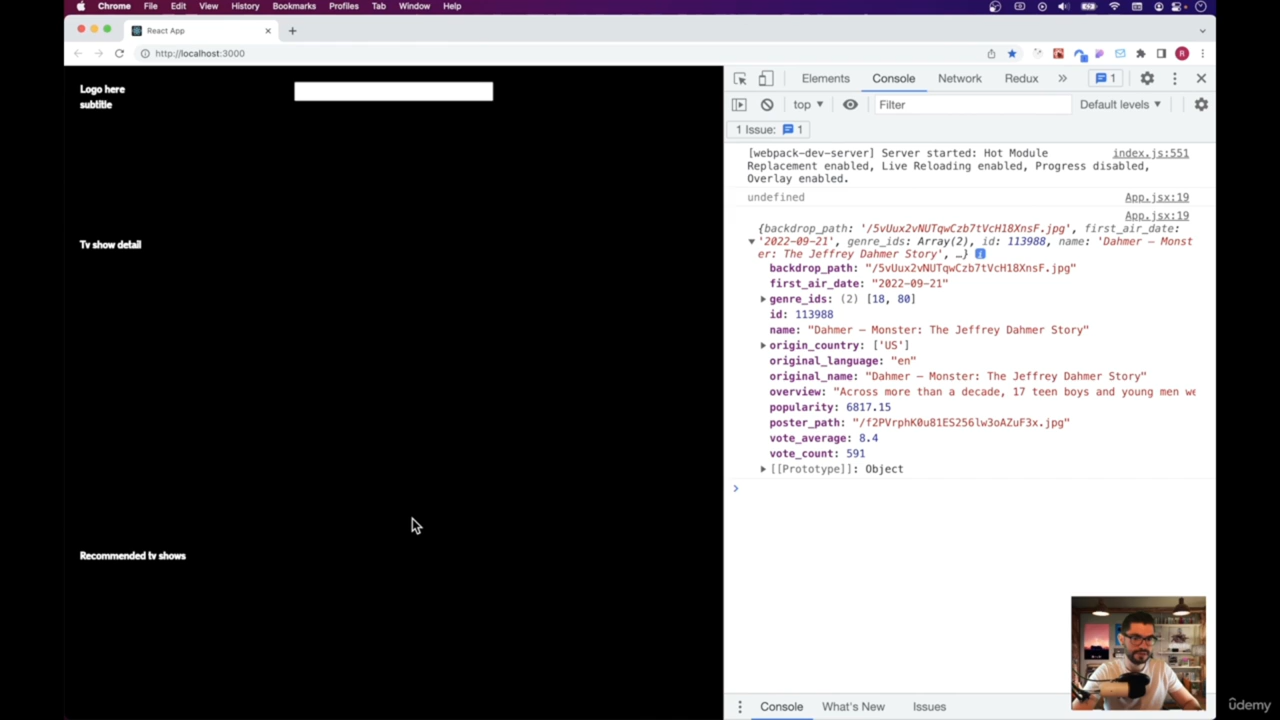 Chrome File Edit View History Bookmarks Profiles Tab Window Help
React App
http://localhost:3000
Logo here
subtitle
Tv show detail
Recommended tv shows
Elements Console Network Redux » 1
top Filter Default levels
1 Issue: 1
[webpack-dev-server] Server started: Hot Module index.js:551
Replacement enabled, Live Reloading enabled, Progress disabled,
Overlay enabled.
undefined App.jsx:19
App.jsx:19
{backdrop_path: '/5vUux2vNUTqwCzb7tVcH18XnsF.jpg', first_air_date:
'2022-09-21', genre_ids: Array(2), id: 113988, name: 'Dahmer – Monst
er: The Jeffrey Dahmer Story', …}
backdrop_path: "/5vUux2vNUTqwCzb7tVcH18XnsF.jpg"
first_air_date: "2022-09-21"
genre_ids: (2) [18, 80]
id: 113988
name: "Dahmer – Monster: The Jeffrey Dahmer Story"
origin_country: ['US']
original_language: "en"
original_name: "Dahmer – Monster: The Jeffrey Dahmer Story"
overview: "Across more than a decade, 17 teen boys and young men we
popularity: 6817.15
poster_path: "/f2PVrphK0u81ES256lw3oAZuF3x.jpg"
vote_average: 8.4
vote_count: 591
[[Prototype]]: Object
Console What's New Issues
ûdemy